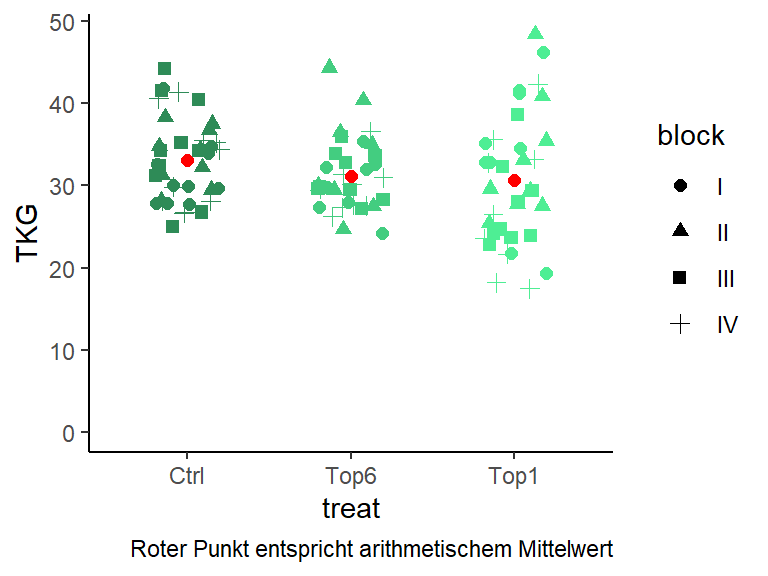 50
40
30
20
10
0
TKG
Ctrl Top6 Top1
treat
Roter Punkt entspricht arithmetischem Mittelwert
block
I
II
III
IV